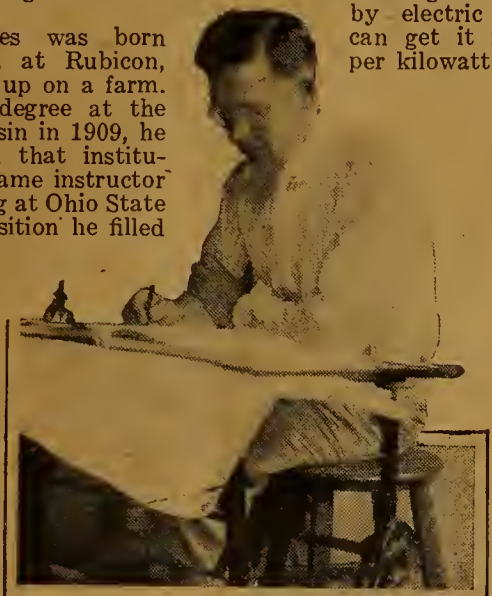 es was born
at Rubicon,
up on a farm.
degree at the
sin in 1909, he
that institu-
ame instructor
g at Ohio State
sition he filled
by electric
can get it
per kilowatt